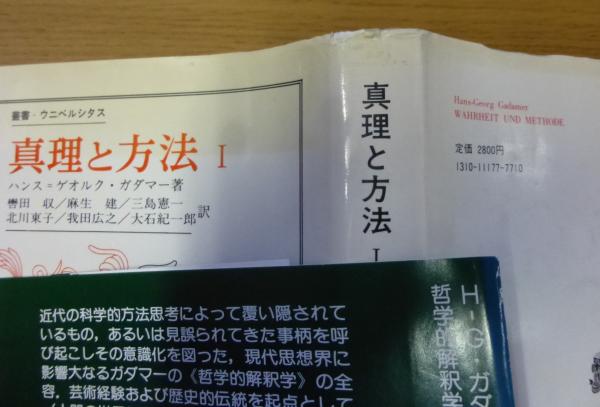 叢書・ウニベルシタス
真理と方法 I
ハンス=ゲオルク・ガダマー著
轡田 収/麻生 建/三島憲一
北川東子/我田広之/大石紀一郎
訳
真理と方法 I
Hans-Georg Gadamer
WAHRHEIT UND METHODE
定価 2800円
1310-11177-7710
近代の科学的方法思考によって覆い隠されて
いるもの，あるいは見誤られてきた事柄を呼
び起こしその意識化を図った，現代思想界に
影響大なるガダマーの《哲学的解釈学》の全
容。芸術経験および歴史的伝統を起点として
H‐G・ガダ
哲学的解釈学